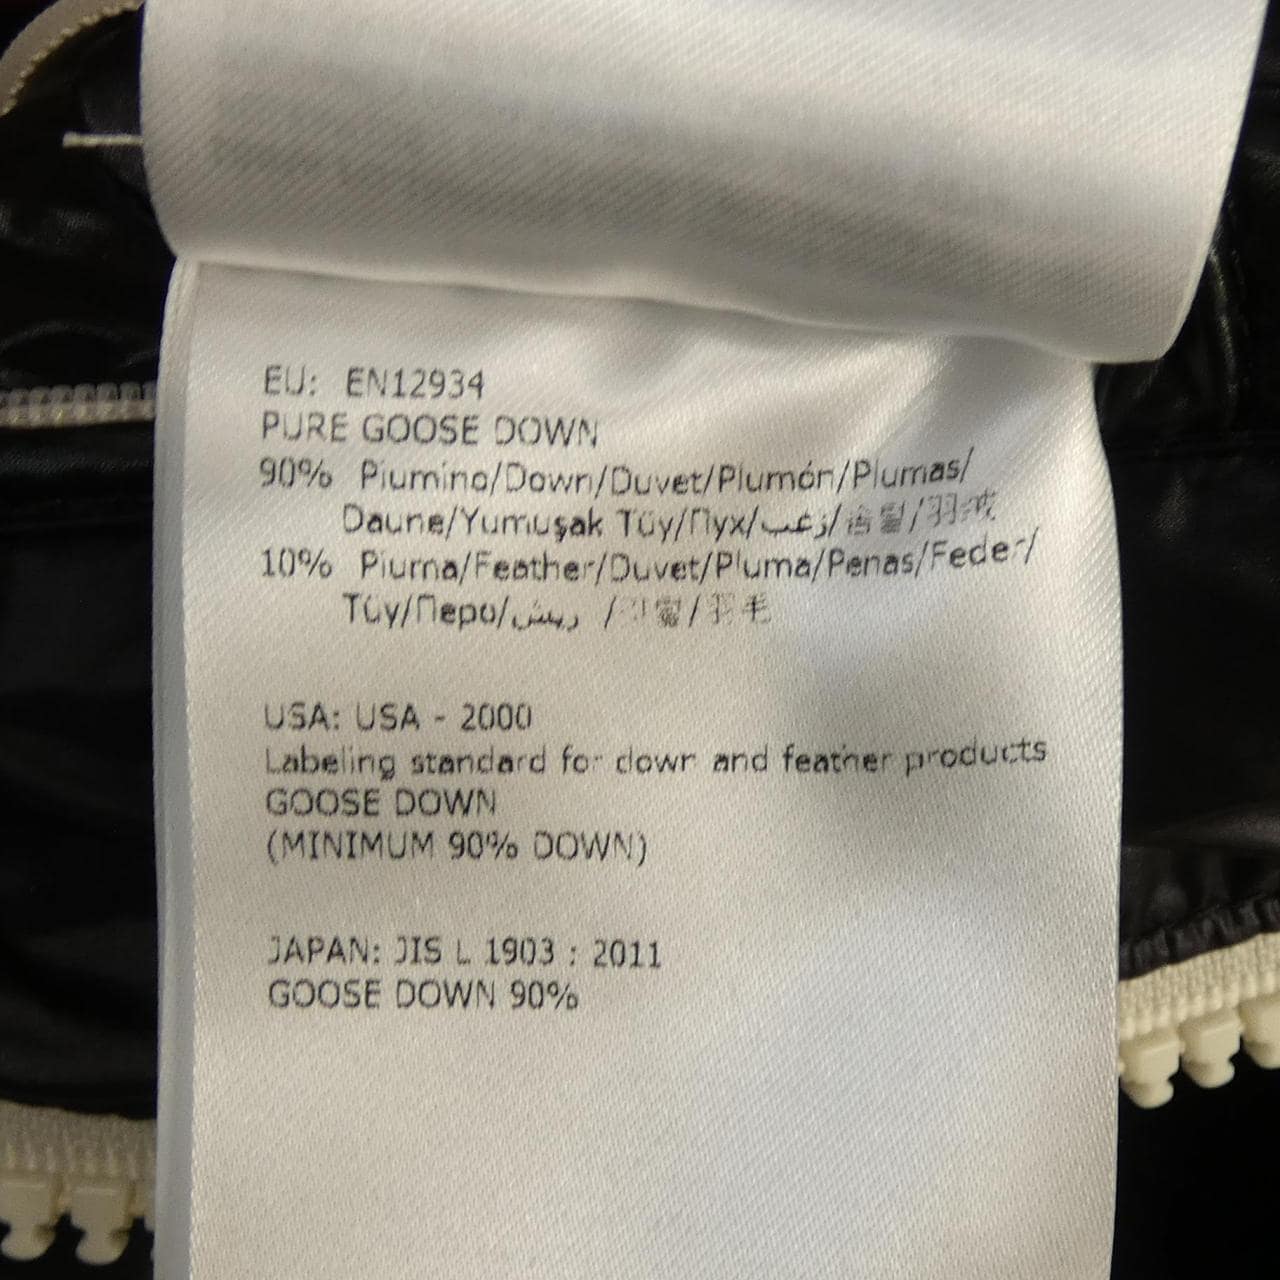 EU: EN12934
PURE GOOSE DOWN
90% Piumino/Down/Duvet/Plumón/Plumas/
Daune/Yumuşak Tüy/Пух/زغب/
10% Piuma/Feather/Duvet/Pluma/Penas/Feder/
Tüy/Перо/ريش /羽毛
USA: USA - 2000
Labeling standard for down and feather products
GOOSE DOWN
(MINIMUM 90% DOWN)
JAPAN: JIS L 1903 : 2011
GOOSE DOWN 90%